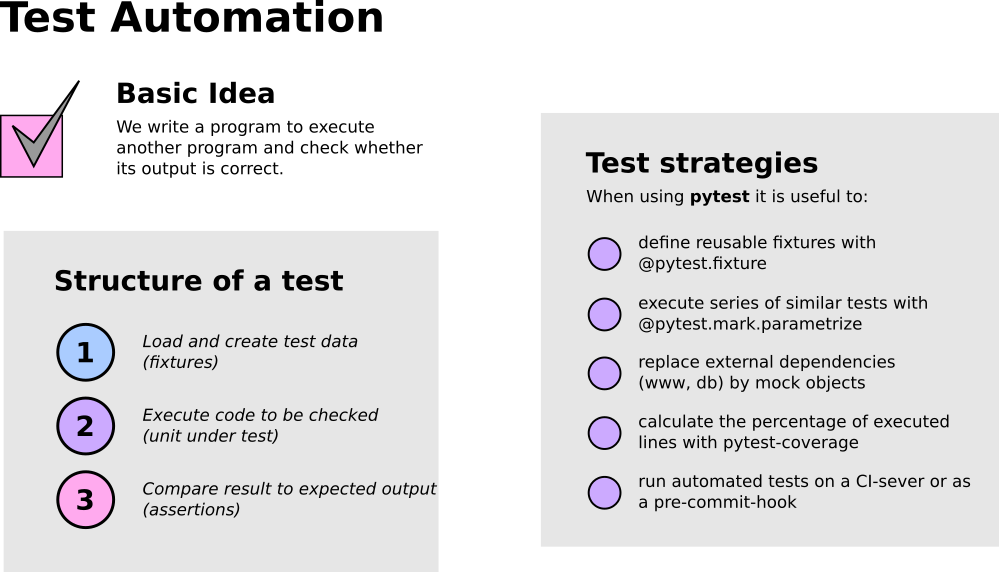 Test Automation
Basic Idea
We write a program to execute
another program and check whether
its output is correct.
Structure of a test
1
Load and create test data
(fixtures)
2
Execute code to be checked
(unit under test)
3
Compare result to expected output
(assertions)
Test strategies
When using pytest it is useful to:
define reusable fixtures with
@pytest.fixture
execute series of similar tests with
@pytest.mark.parametrize
replace external dependencies
(www, db) by mock objects
calculate the percentage of executed
lines with pytest-coverage
run automated tests on a CI-sever or as
a pre-commit-hook